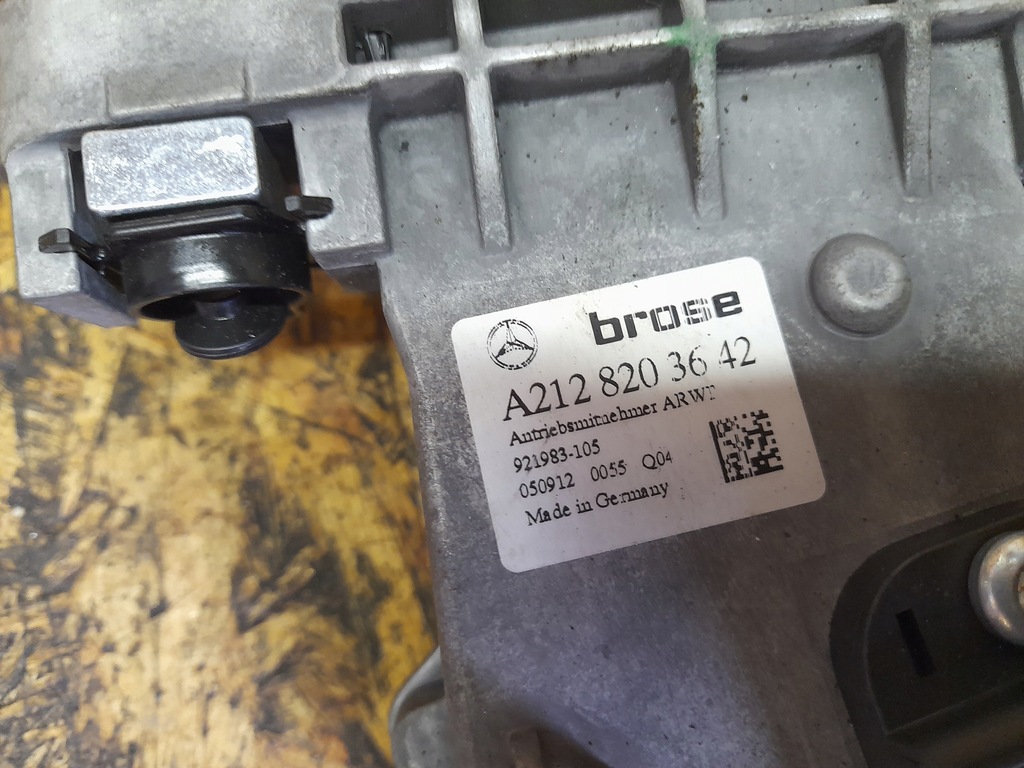 brose
A212 820 36 42
Antriebsmitnehmer ARWT
921983-105
050912 0055 Q04
Made in Germany